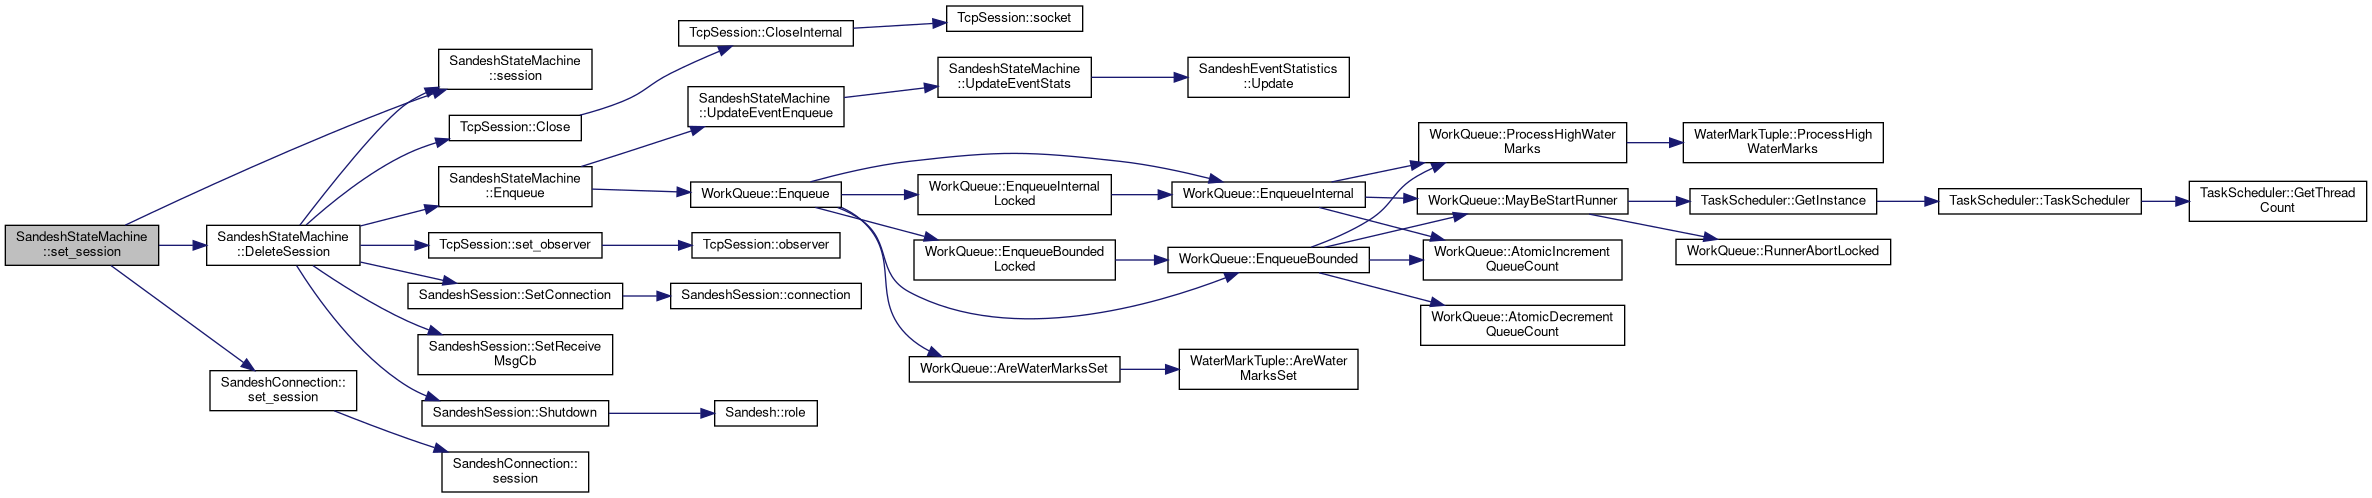 SandeshStateMachine
::set_session
SandeshStateMachine
::session
SandeshStateMachine
::DeleteSession
SandeshConnection::
set_session
TcpSession::Close
SandeshStateMachine
::Enqueue
TcpSession::set_observer
SandeshSession::SetConnection
SandeshSession::SetReceive
MsgCb
SandeshSession::Shutdown
SandeshConnection::
session
TcpSession::CloseInternal
SandeshStateMachine
::UpdateEventEnqueue
WorkQueue::Enqueue
TcpSession::observer
SandeshSession::connection
Sandesh::role
TcpSession::socket
SandeshStateMachine
::UpdateEventStats
WorkQueue::EnqueueInternal
Locked
WorkQueue::EnqueueBounded
Locked
WorkQueue::AreWaterMarksSet
SandeshEventStatistics
::Update
WorkQueue::EnqueueInternal
WorkQueue::EnqueueBounded
WaterMarkTuple::AreWater
MarksSet
WorkQueue::ProcessHighWater
Marks
WorkQueue::MayBeStartRunner
WorkQueue::AtomicIncrement
QueueCount
WorkQueue::AtomicDecrement
QueueCount
WaterMarkTuple::ProcessHigh
WaterMarks
TaskScheduler::GetInstance
WorkQueue::RunnerAbortLocked
TaskScheduler::TaskScheduler
TaskScheduler::GetThread
Count